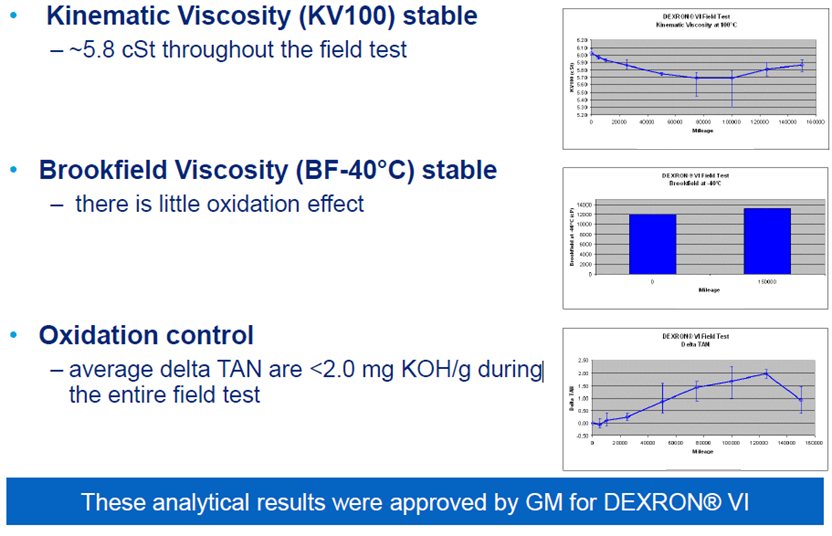 • Kinematic Viscosity (KV100) stable
– ~5.8 cSt throughout the field test
DEXRON®VI Field Test
Kinematic Viscosity at 100°C
KV100 (cSt)
6.20
6.10
6.00
5.90
5.80
5.70
5.60
5.50
5.40
5.30
5.20
0 20000 40000 60000 80000 100000 120000 140000 160000
Mileage
• Brookfield Viscosity (BF-40°C) stable
– there is little oxidation effect
DEXRON®VI Field Test
Brookfield at -40°C
Brookfield at -40°C (cP)
14000
12000
10000
8000
6000
4000
2000
0
0 150000
Mileage
• Oxidation control
– average delta TAN are <2.0 mg KOH/g during
the entire field test
DEXRON®VI Field Test
Delta TAN
Delta TAN
2.50
2.00
1.50
1.00
0.50
0.00
-0.50
0 20000 40000 60000 80000 100000 120000 140000 160000
Mileage
These analytical results were approved by GM for DEXRON® VI